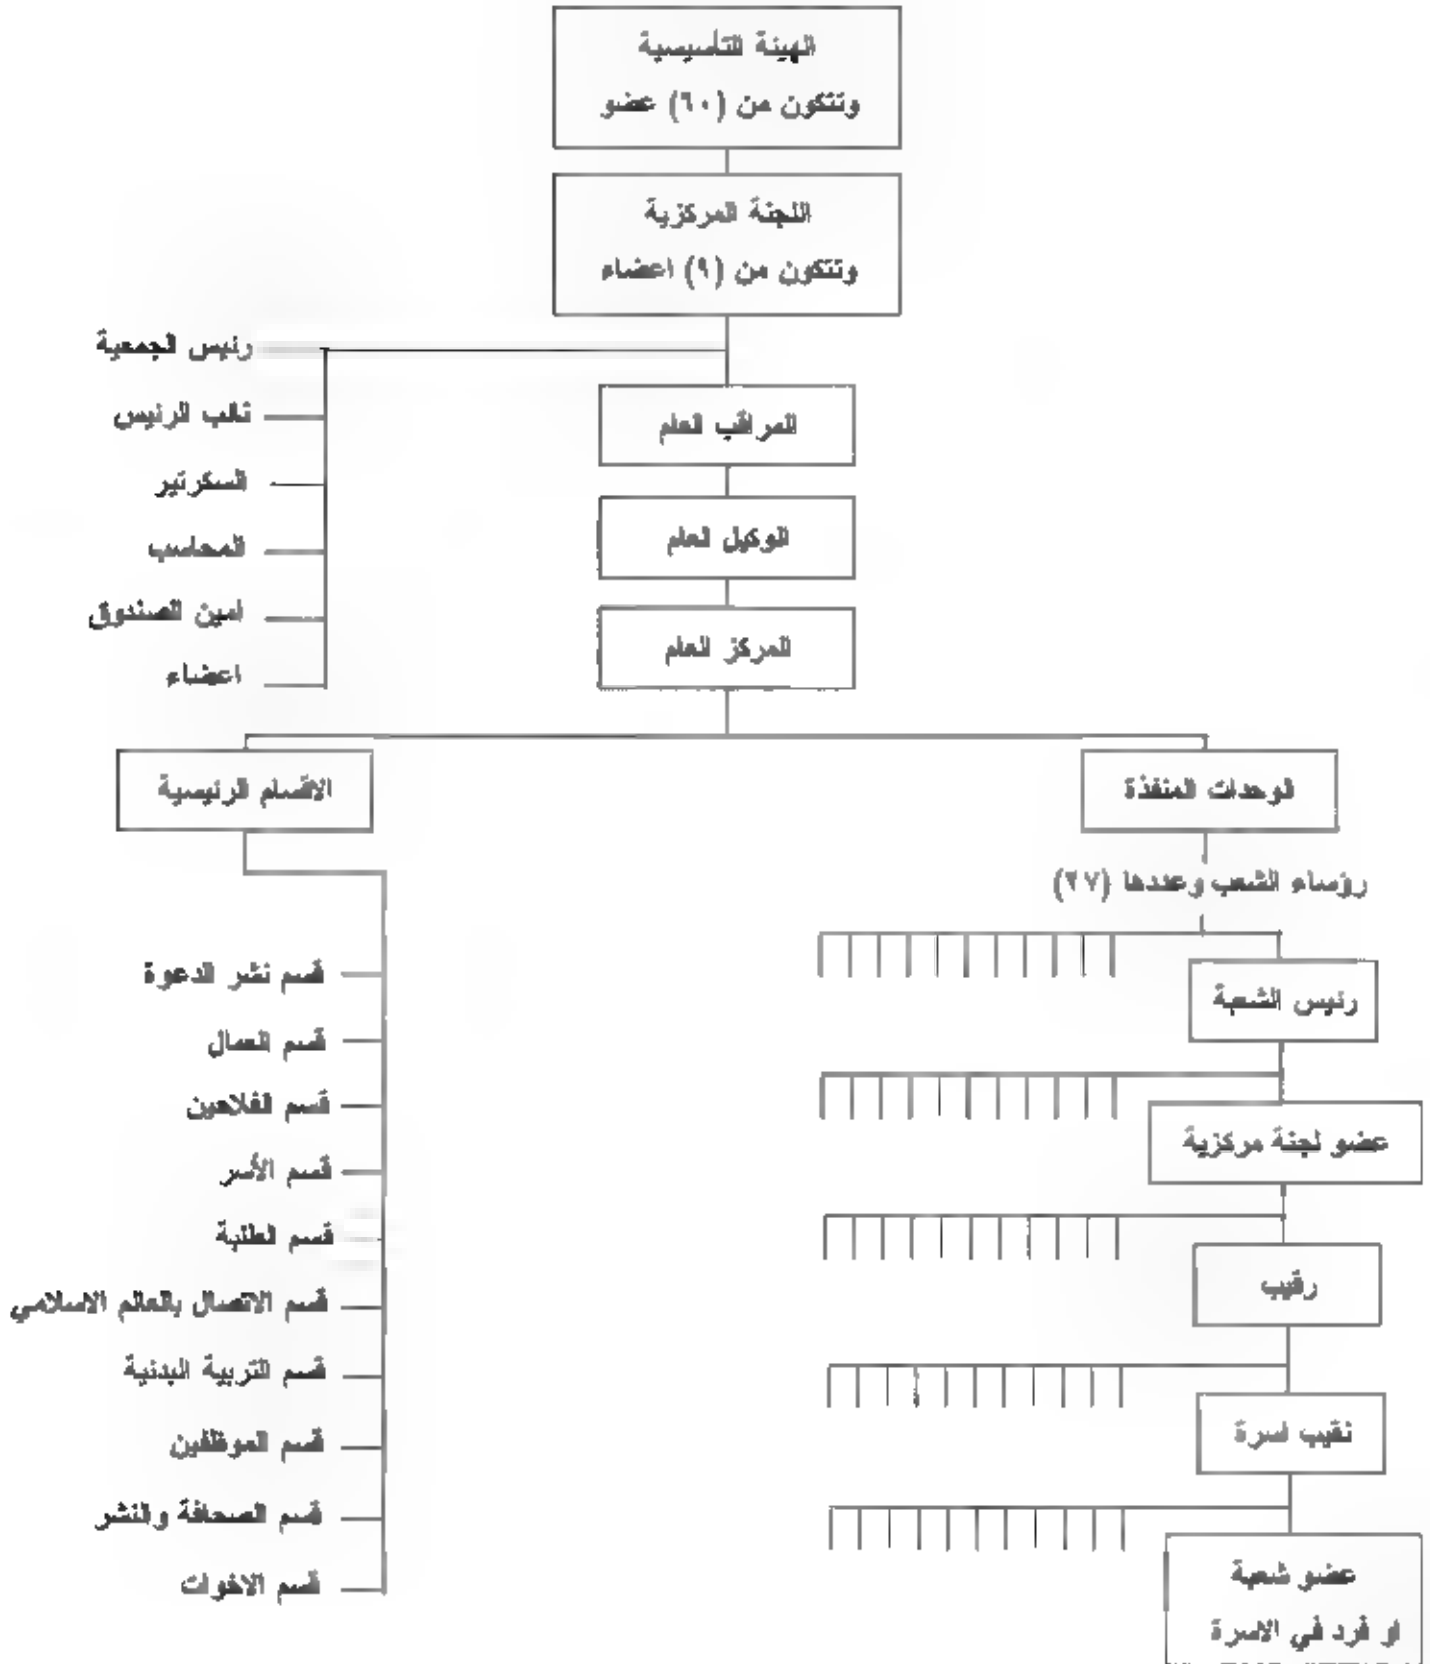 الهيئة التأسيسية
وتتكون من (٦٠) عضو
اللجنة المركزية
وتتكون من (٩) اعضاء
رئيس الجمعية
نائب الرئيس
السكرتير
المحاسب
امين الصندوق
اعضاء
المراقب العام
الوكيل العام
المركز العام
الوحدات المنفذة
رؤساء الشعب وعددها (٢٧)
رئيس الشعبة
عضو لجنة مركزية
رقيب
نقيب اسرة
عضو شعبة
او فرد في الاسرة
الاقسام الرئيسية
قسم نشر الدعوة
قسم العمال
قسم الفلاحين
قسم الأسر
قسم الطلبة
قسم الاتصال بالعالم الاسلامي
قسم التربية البدنية
قسم الموظفين
قسم الصحافة والنشر
قسم الاخوات